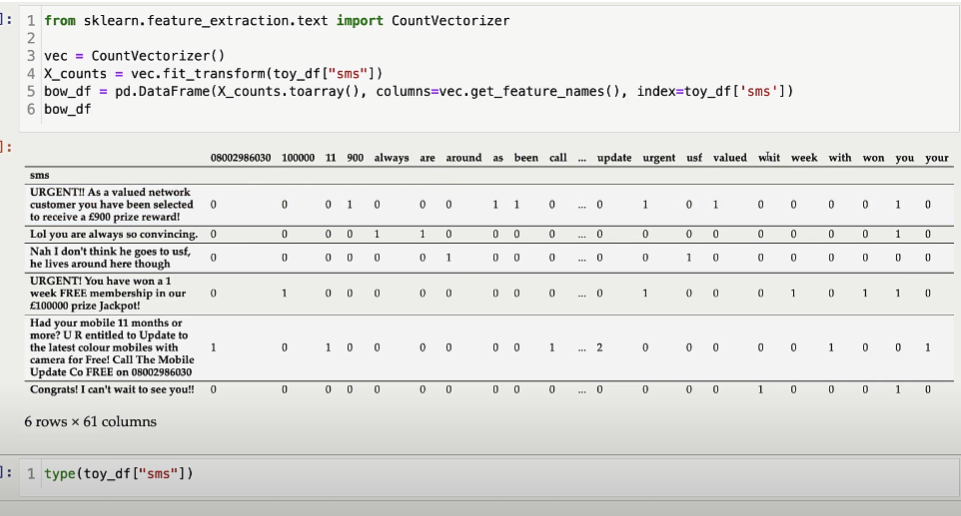 ]: 1 from sklearn.feature_extraction.text import CountVectorizer
2
3 vec = CountVectorizer()
4 X_counts = vec.fit_transform(toy_df["sms"])
5 bow_df = pd.DataFrame(X_counts.toarray(), columns=vec.get_feature_names(), index=toy_df['sms'])
6 bow_df
]:
08002986030 100000 11 900 always are around as been call ... update urgent usf valued wait week with won you your
sms
URGENT!! As a valued network
customer you have been selected 0 0 0 1 0 0 0 1 1 0 ... 0 1 0 1 0 0 0 0 1 0
to receive a £900 prize reward!
Lol you are always so convincing. 0 0 0 0 1 1 0 0 0 0 ... 0 0 0 0 0 0 0 0 1 0
Nah I don't think he goes to usf, 0 0 0 0 0 0 1 0 0 0 ... 0 0 1 0 0 0 0 0 0 0
he lives around here though
URGENT! You have won a 1
week FREE membership in our 0 1 0 0 0 0 0 0 0 0 ... 0 1 0 0 0 1 0 1 1 0
£100000 prize Jackpot!
Had your mobile 11 months or
more? U R entitled to Update to
the latest colour mobiles with 1 0 1 0 0 0 0 0 0 1 ... 2 0 0 0 0 0 1 0 0 1
camera for Free! Call The Mobile
Update Co FREE on 08002986030
Congrats! I can't wait to see you!! 0 0 0 0 0 0 0 0 0 0 ... 0 0 0 0 1 0 0 0 1 0
6 rows × 61 columns
]: 1 type(toy_df["sms"])